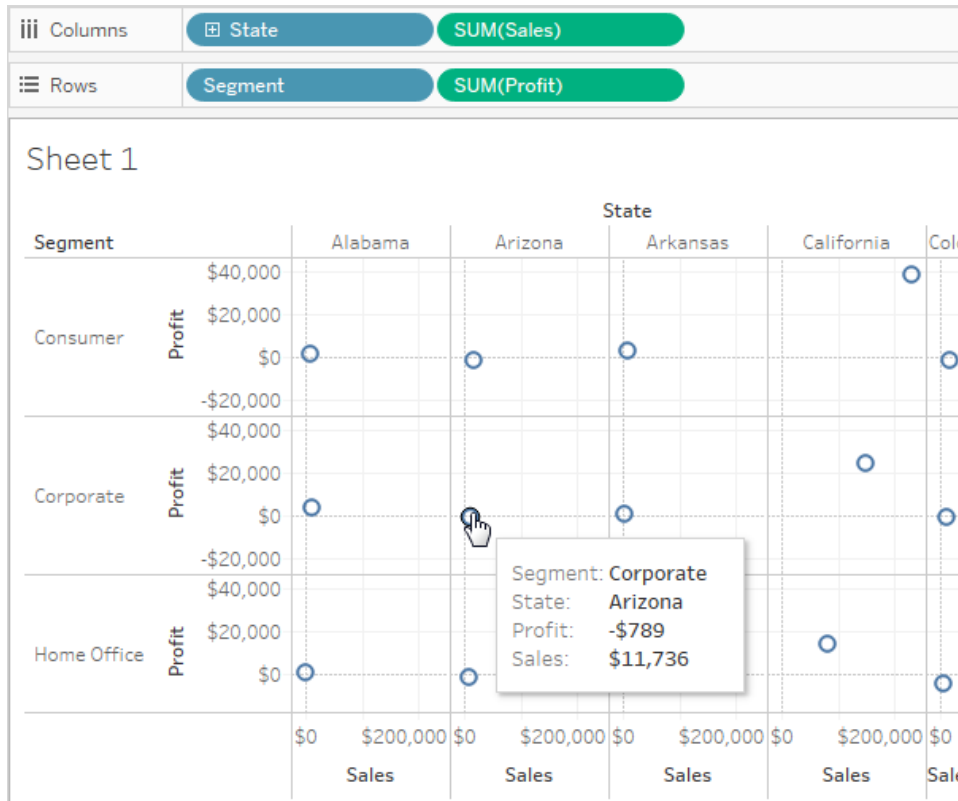 Columns State SUM(Sales)
Rows Segment SUM(Profit)
Sheet 1
State
Segment Alabama Arizona Arkansas California Col
Consumer Profit $40,000
$20,000
$0
-$20,000
Corporate Profit $40,000
$20,000
$0
-$20,000
Segment: Corporate
State: Arizona
Profit: -$789
Sales: $11,736
Home Office Profit $40,000
$20,000
$0
$0 $200,000 $0 $200,000 $0 $200,000 $0 $200,000 $0
Sales Sales Sales Sales Sal